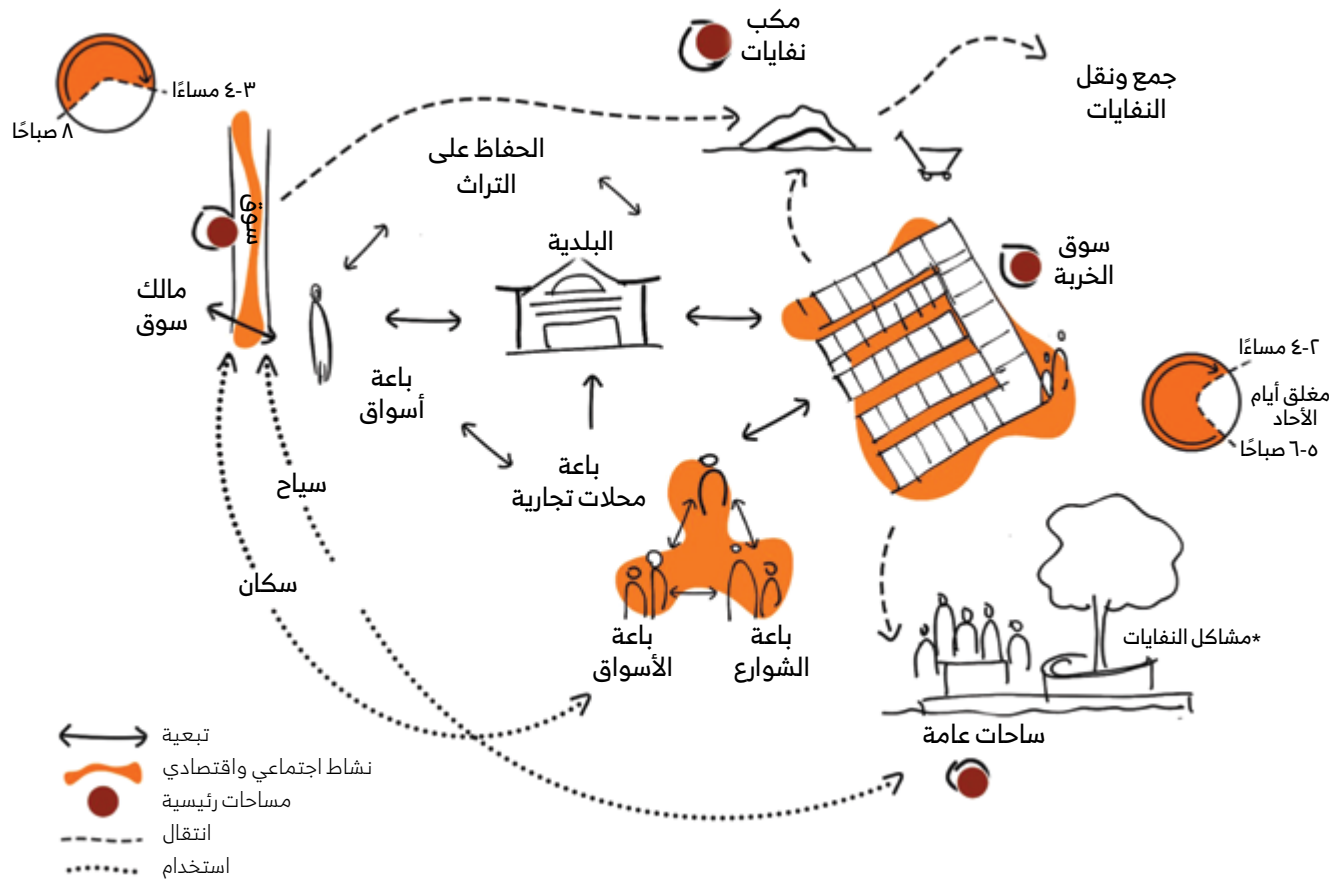 مكب
نفايات
جمع ونقل
النفايات
٣-٤ مساءًا
٨ صباحًا
الحفاظ على
التراث
سوق
البلدية
سوق
الخربة
مالك
سوق
باعة
أسواق
٢-٤ مساءًا
مغلق أيام
الأحاد
٥-٦ صباحًا
باعة
محلات تجارية
سياح
سكان
باعة
الشوارع
باعة
الأسواق
*مشاكل النفايات
ساحات عامة
تبعية
نشاط اجتماعي واقتصادي
مساحات رئيسية
انتقال
استخدام